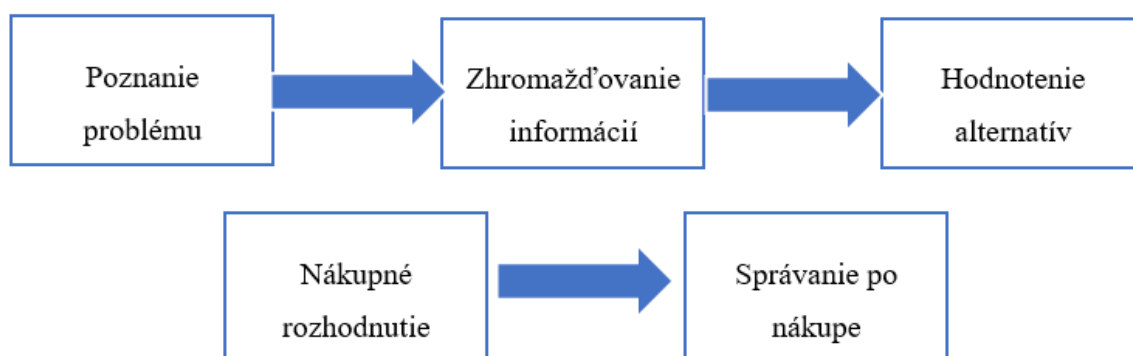 Poznanie
problému
Zhromažďovanie
informácií
Hodnotenie
alternatív
Nákupné
rozhodnutie
Správanie po
nákupe